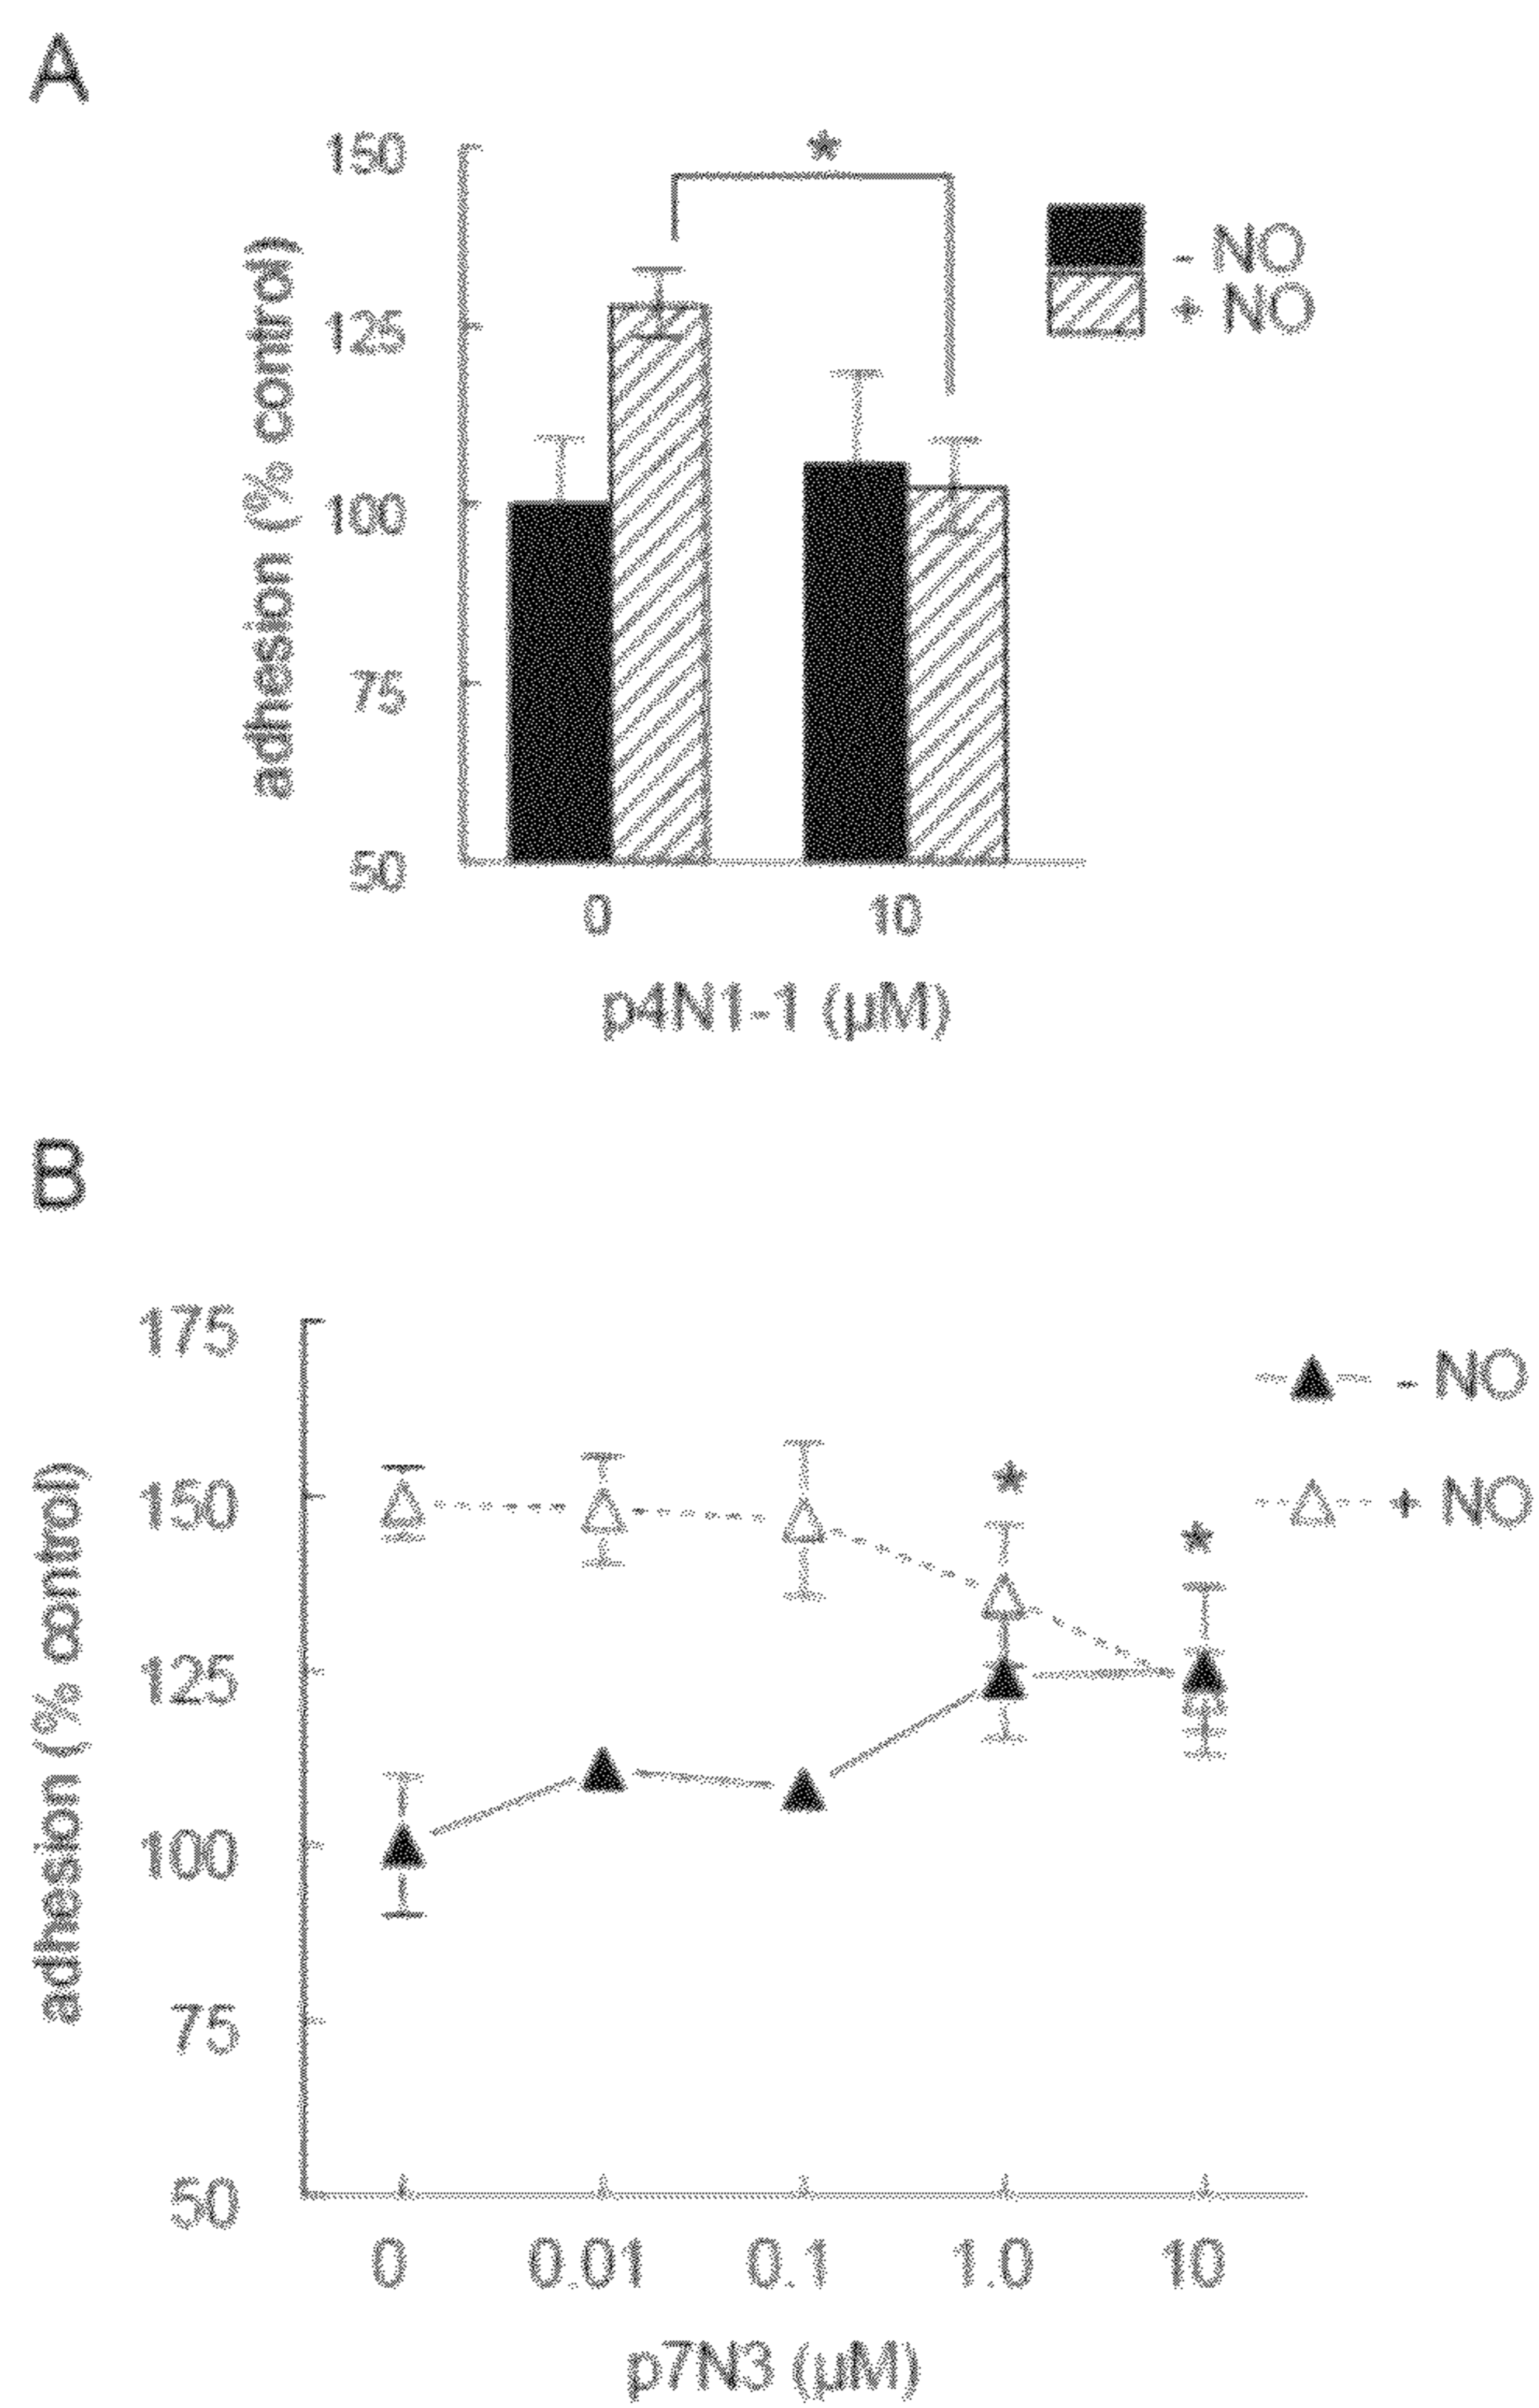 A
150
*
- NO
+ NO
125
100
75
50
adhesion (% control)
0 10
p4N1-1 (µM)
B
175
- NO
150
*
+ NO
*
125
100
75
50
adhesion (% control)
0 0.01 0.1 1.0 10
p7N3 (µM)